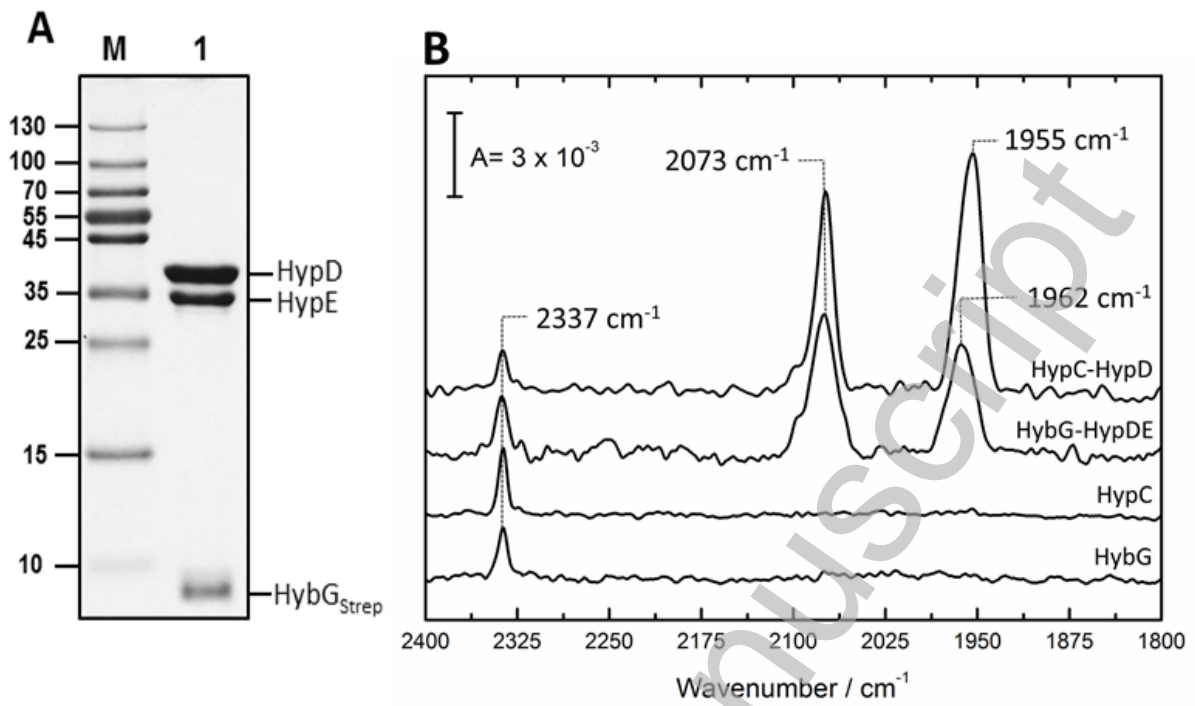 A
M 1
130
100
70
55
45
35
25
15
10
HypD
HypE
HybG_Strep
B
A= 3 x 10⁻³
2073 cm⁻¹
1955 cm⁻¹
1962 cm⁻¹
2337 cm⁻¹
HypC-HypD
HybG-HypDE
HypC
HybG
2400 2325 2250 2175 2100 2025 1950 1875 1800
Wavenumber / cm⁻¹
nuscript